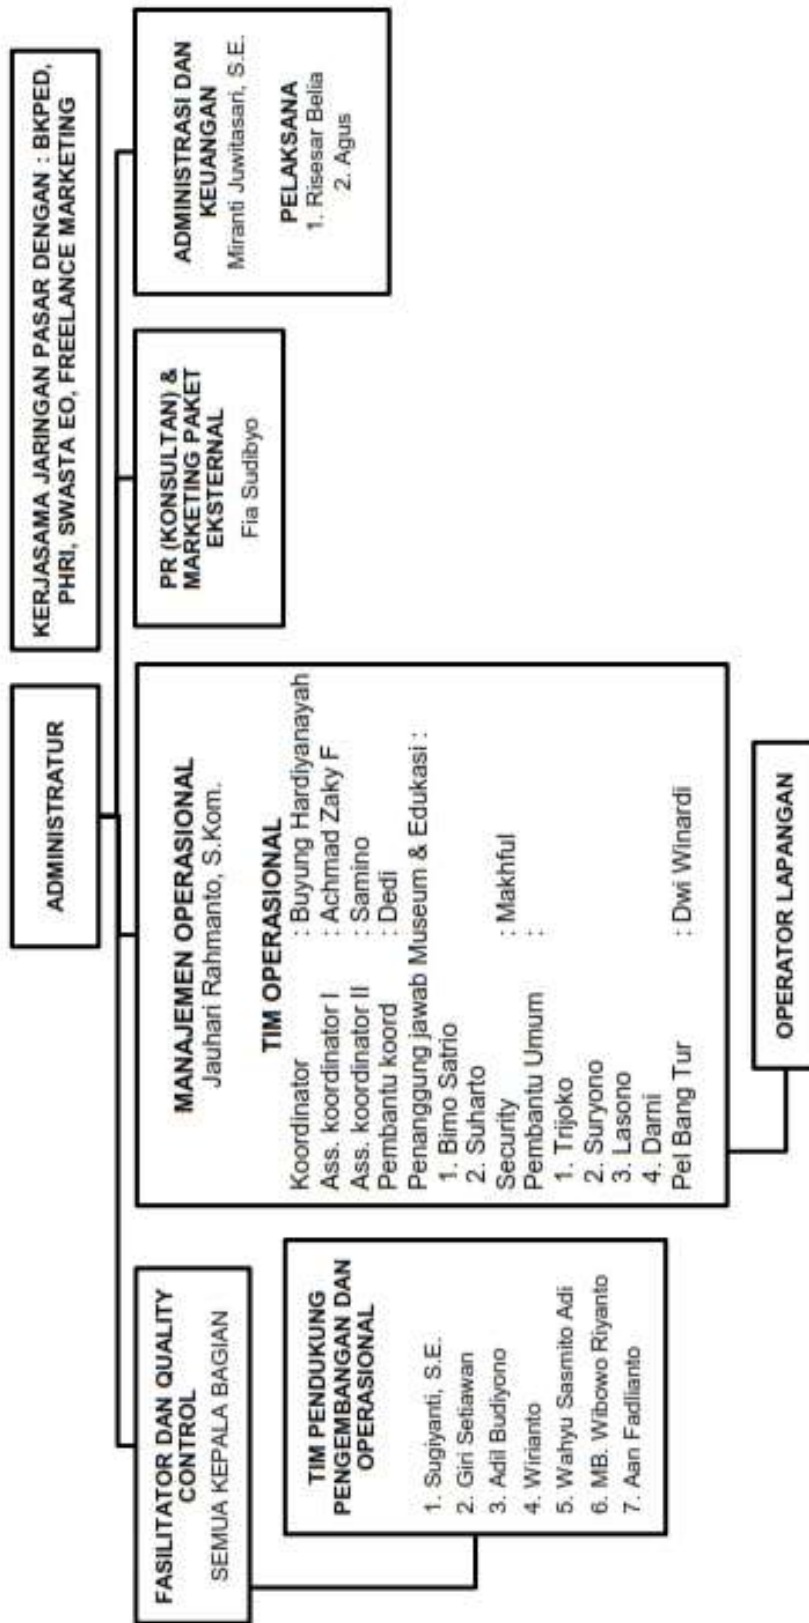 ADMINISTRATUR
KERJASAMA JARINGAN PASAR DENGAN : BKPED,
PHRI, SWASTA EO, FREELANCE MARKETING
FASILITATOR DAN QUALITY
CONTROL
SEMUA KEPALA BAGIAN
TIM PENDUKUNG
PENGEMBANGAN DAN
OPERASIONAL
1. Sugiyanti, S.E.
2. Giri Setiawan
3. Adil Budiyono
4. Wirianto
5. Wahyu Sasmito Adi
6. MB. Wibowo Riyanto
7. Aan Fadlianto
MANAJEMEN OPERASIONAL
Jauhari Rahmanto, S.Kom.
TIM OPERASIONAL
Koordinator : Buyung Hardiyanayah
Ass. koordinator I : Achmad Zaky F
Ass. koordinator II : Samino
Pembantu koord : Dedi
Penanggung jawab Museum & Edukasi :
1. Bimo Satrio
2. Suharto
Security : Makhful
Pembantu Umum :
1. Trijoko
2. Suryono
3. Lasono
4. Darni
Pel Bang Tur : Dwi Winardi
OPERATOR LAPANGAN
PR (KONSULTAN) &
MARKETING PAKET
EKSTERNAL
Fia Sudibyo
ADMINISTRASI DAN
KEUANGAN
Miranti Juwitasari, S.E.
PELAKSANA
1. Risesar Belia
2. Agus